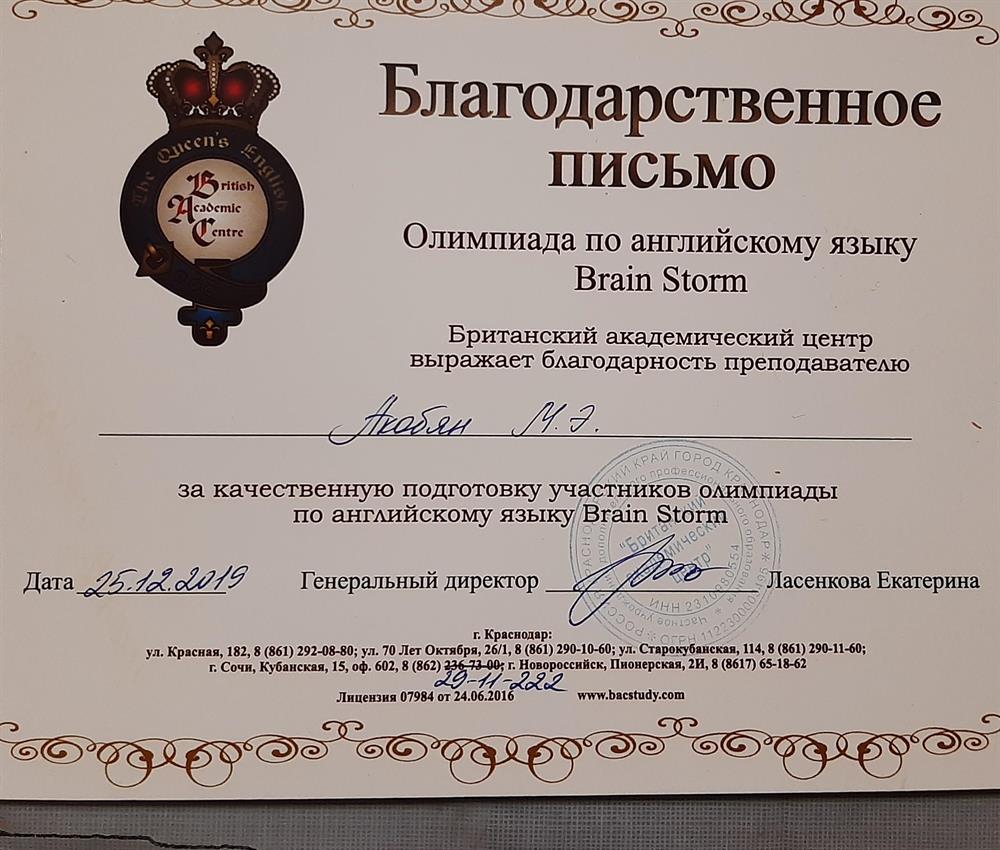 The Queen's English
British
Academic
Centre
Благодарственное
письмо
Олимпиада по английскому языку
Brain Storm
Британский академический центр
выражает благодарность преподавателю
Акобян М.Э.
за качественную подготовку участников олимпиады
по английскому языку Brain Storm
Дата 25.12.2019 Генеральный директор Ласенкова Екатерина
"Британский
академический
центр"
ИНН 2310980554
г. Краснодар:
ул. Красная, 182, 8 (861) 292-08-80; ул. 70 Лет Октября, 26/1, 8 (861) 290-10-60; ул. Старокубанская, 114, 8 (861) 290-11-60;
г. Сочи, Кубанская, 15, оф. 602, 8 (862) 236-73-00; г. Новороссийск, Пионерская, 2И, 8 (8617) 65-18-62
29-11-222
Лицензия 07984 от 24.06.2016 www.bacstudy.com